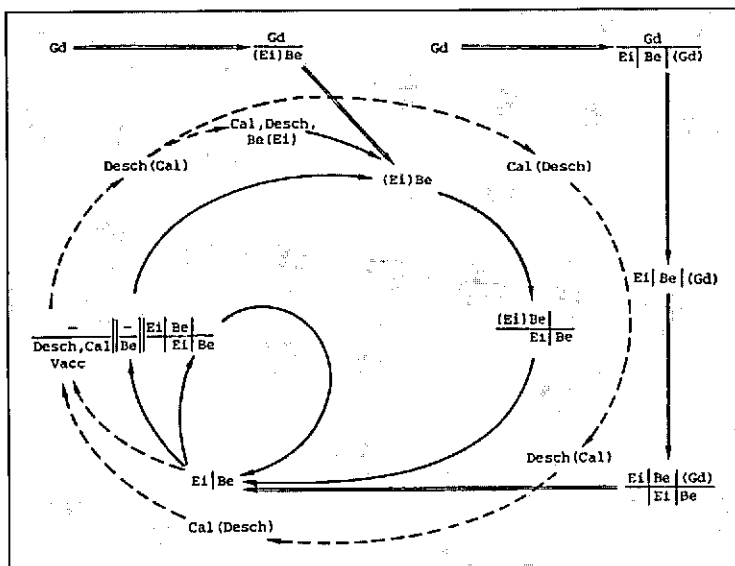 Gd
Gd
(Ei)Be
Gd
Gd
Ei|Be|(Gd)
Cal,Desch,
Be(Ei)
Desch(Cal)
Cal(Desch)
(Ei)Be
Ei|Be|(Gd)
—
Desch,Cal
Vacc
—
Be
Ei|Be|
Ei|Be
(Ei)Be|
Ei|Be
Ei|Be
Desch(Cal)
Ei|Be|(Gd)
|Ei|Be
Cal(Desch)